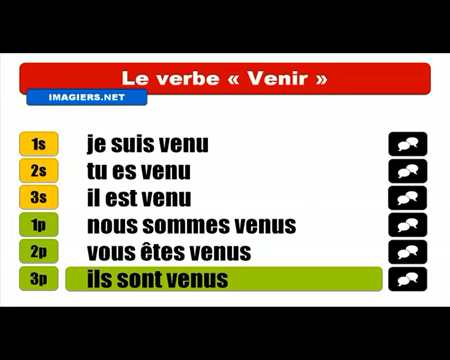 Le verbe « Venir »
IMAGIERS.NET
1s je suis venu
2s tu es venu
3s il est venu
1p nous sommes venus
2p vous êtes venus
3p ils sont venus